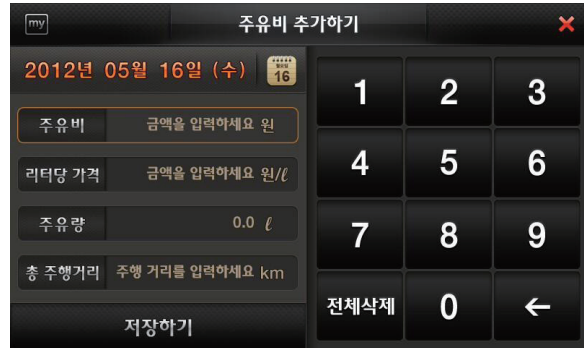 my
주유비 추가하기
2012년 05월 16일 (수)
16
주유비 금액을 입력하세요 원
리터당 가격 금액을 입력하세요 원/ℓ
주유량 0.0 ℓ
총 주행거리 주행 거리를 입력하세요 km
저장하기
1 2 3
4 5 6
7 8 9
전체삭제 0 ←